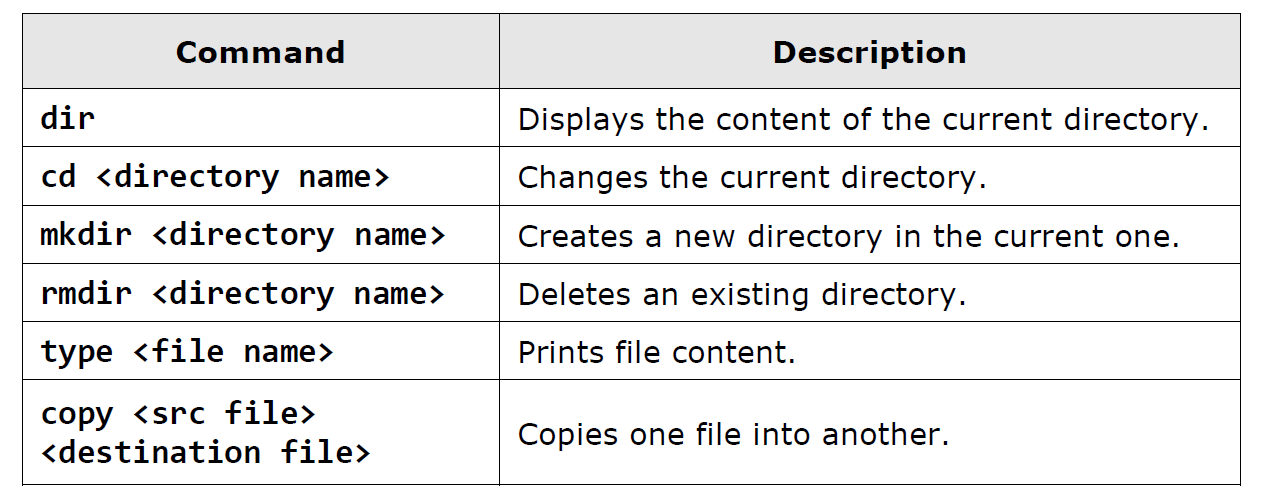 Command Description
dir Displays the content of the current directory.
cd <directory name> Changes the current directory.
mkdir <directory name> Creates a new directory in the current one.
rmdir <directory name> Deletes an existing directory.
type <file name> Prints file content.
copy <src file>
<destination file>
Copies one file into another.